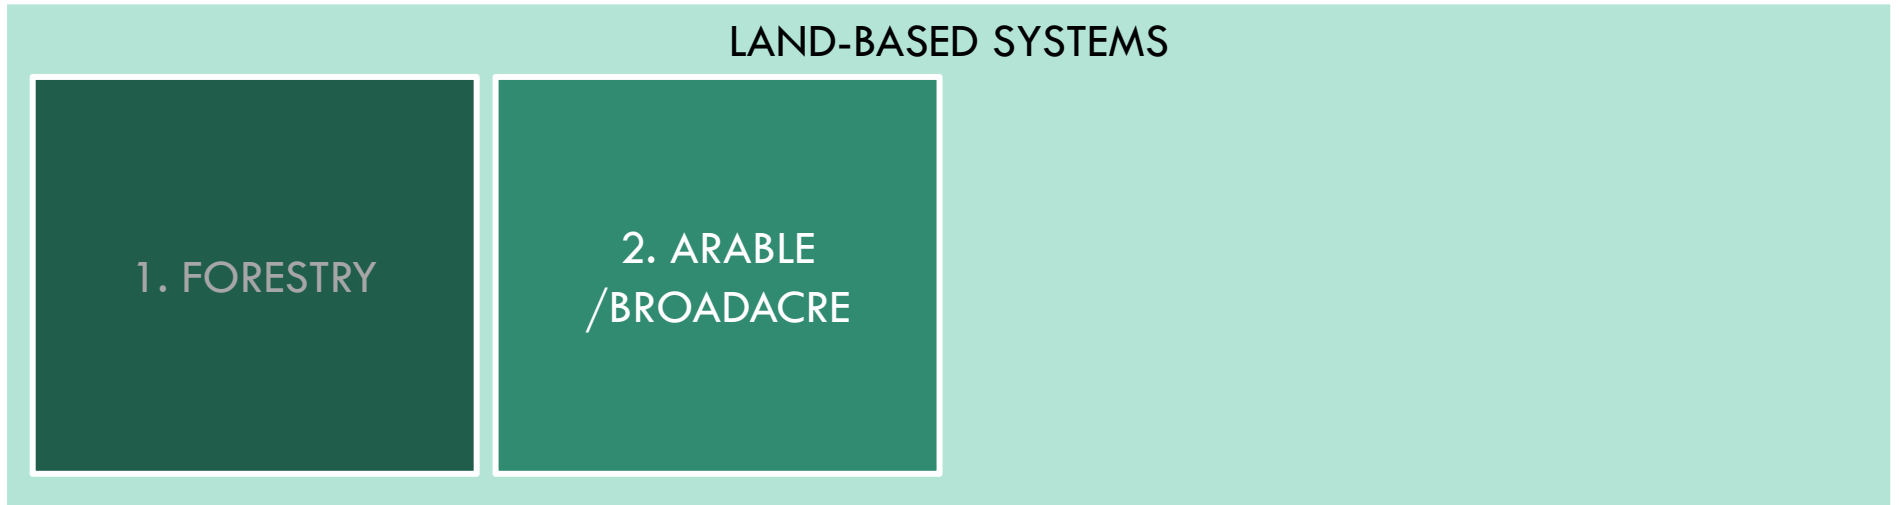 LAND-BASED SYSTEMS
1. FORESTRY
2. ARABLE
/BROADACRE